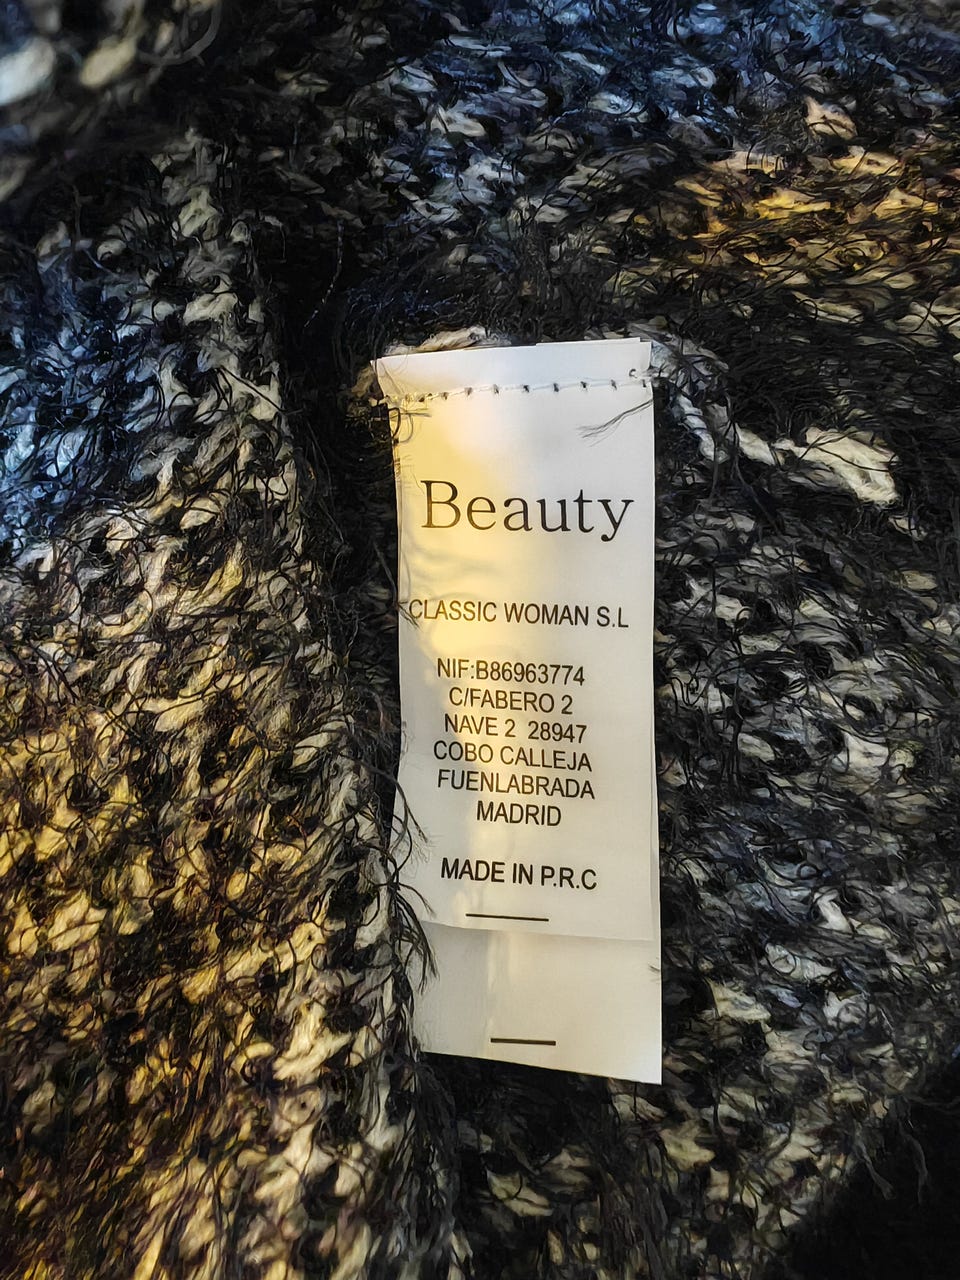 Beauty
CLASSIC WOMAN S.L
NIF:B86963774
C/FABERO 2
NAVE 2 28947
COBO CALLEJA
FUENLABRADA
MADRID
MADE IN P.R.C